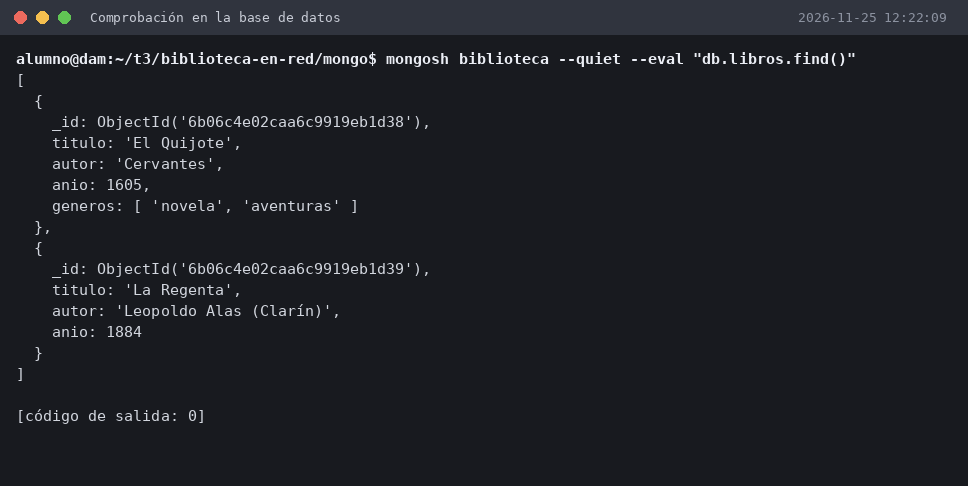 Comprobación en la base de datos
2026-11-25 12:22:09
alumno@dam:~/t3/biblioteca-en-red/mongo$ mongosh biblioteca --quiet --eval "db.libros.find()"
[
  {
    _id: ObjectId('6b06c4e02caa6c9919eb1d38'),
    titulo: 'El Quijote',
    autor: 'Cervantes',
    anio: 1605,
    generos: [ 'novela', 'aventuras' ]
  },
  {
    _id: ObjectId('6b06c4e02caa6c9919eb1d39'),
    titulo: 'La Regenta',
    autor: 'Leopoldo Alas (Clarín)',
    anio: 1884
  }
]
[código de salida: 0]